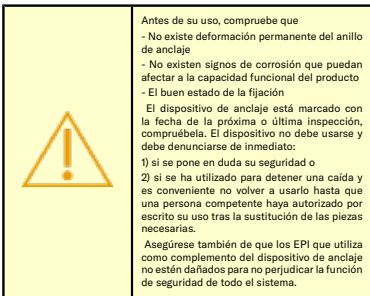 Antes de su uso, compruebe que
- No existe deformación permanente del anillo
de anclaje
- No existen signos de corrosión que puedan
afectar a la capacidad funcional del producto
- El buen estado de la fijación
El dispositivo de anclaje está marcado con
la fecha de la próxima o última inspección,
compruébela. El dispositivo no debe usarse y
debe denunciarse de inmediato:
1) si se pone en duda su seguridad o
2) si se ha utilizado para detener una caída y
es conveniente no volver a usarlo hasta que
una persona competente haya autorizado por
escrito su uso tras la sustitución de las piezas
necesarias.
Asegúrese también de que los EPI que utiliza
como complemento del dispositivo de anclaje
no estén dañados para no perjudicar la función
de seguridad de todo el sistema.